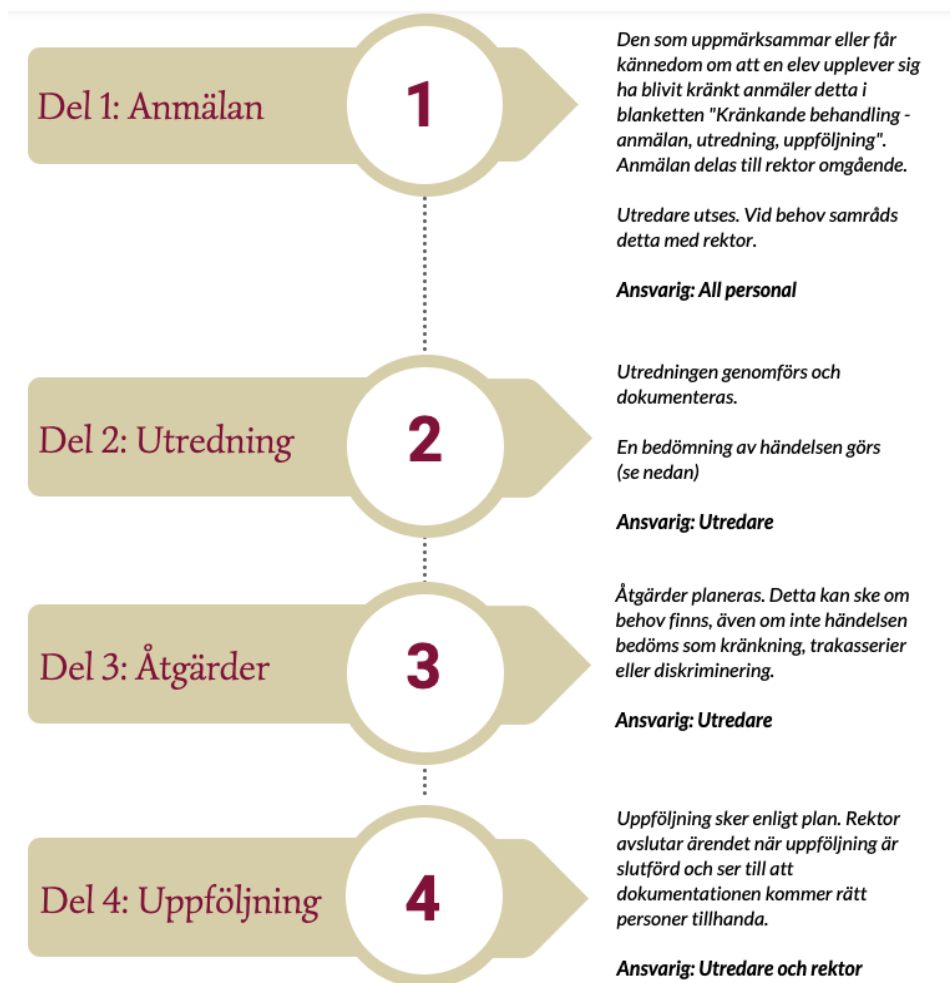 Del 1: Anmälan
1
Den som uppmärksammar eller får
kännedom om att en elev upplever sig
ha blivit kränkt anmäler detta i
blanketten "Kränkande behandling -
anmälan, utredning, uppföljning".
Anmälan delas till rektor omgående.
Utredare utses. Vid behov samråds
detta med rektor.
Ansvarig: All personal
Del 2: Utredning
2
Utredningen genomförs och
dokumenteras.
En bedömning av händelsen görs
(se nedan)
Ansvarig: Utredare
Del 3: Åtgärder
3
Åtgärder planeras. Detta kan ske om
behov finns, även om inte händelsen
bedöms som kränkning, trakasserier
eller diskriminering.
Ansvarig: Utredare
Del 4: Uppföljning
4
Uppföljning sker enligt plan. Rektor
avslutar ärendet när uppföljning är
slutförd och ser till att
dokumentationen kommer rätt
personer tillhanda.
Ansvarig: Utredare och rektor